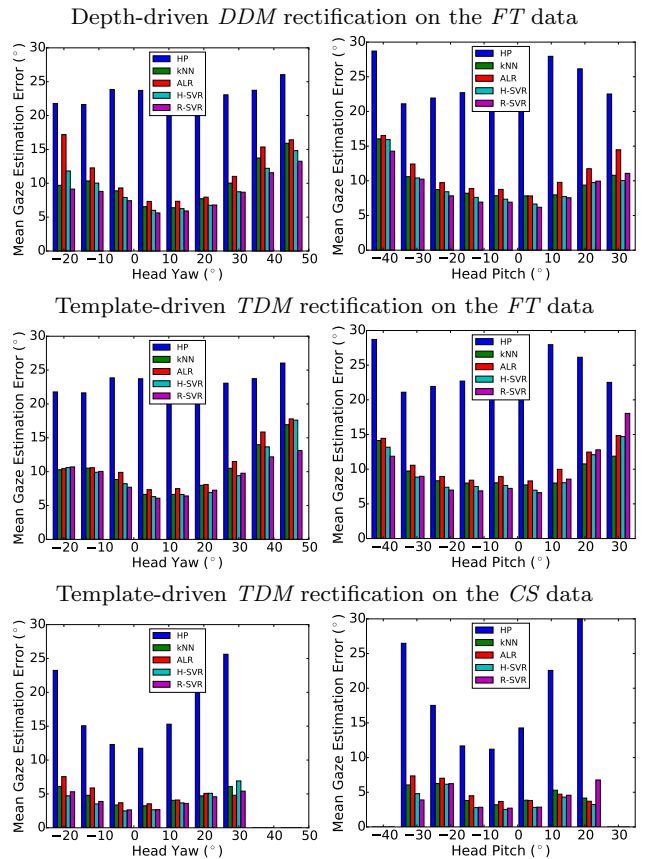 Depth-driven DDM rectification on the FT data
30
25
20
15
10
5
0
Mean Gaze Estimation Error (°)
HP
kNN
ALR
H-SVR
R-SVR
−20 −10 0 10 20 30 40 50
Head Yaw (°)
30
25
20
15
10
5
0
Mean Gaze Estimation Error (°)
HP
kNN
ALR
H-SVR
R-SVR
−40 −30 −20 −10 0 10 20 30
Head Pitch (°)
Template-driven TDM rectification on the FT data
30
25
20
15
10
5
0
Mean Gaze Estimation Error (°)
HP
kNN
ALR
H-SVR
R-SVR
−20 −10 0 10 20 30 40 50
Head Yaw (°)
30
25
20
15
10
5
0
Mean Gaze Estimation Error (°)
HP
kNN
ALR
H-SVR
R-SVR
−40 −30 −20 −10 0 10 20 30
Head Pitch (°)
Template-driven TDM rectification on the CS data
30
25
20
15
10
5
0
Mean Gaze Estimation Error (°)
HP
kNN
ALR
H-SVR
R-SVR
−20 −10 0 10 20 30 40 50
Head Yaw (°)
30
25
20
15
10
5
0
Mean Gaze Estimation Error (°)
HP
kNN
ALR
H-SVR
R-SVR
−40 −30 −20 −10 0 10 20 30
Head Pitch (°)